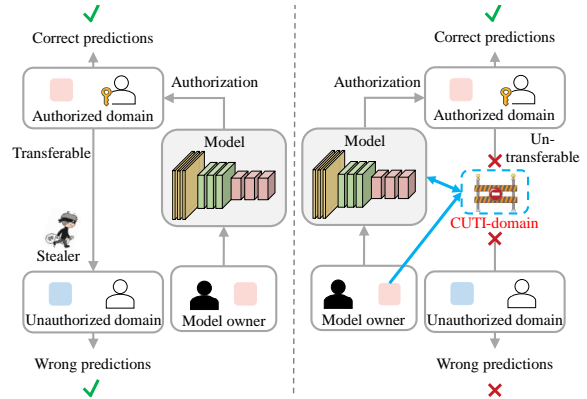 Correct predictions
Authorization
Authorized domain
Transferable
Model
Stealer
Unauthorized domain
Model owner
Wrong predictions
Correct predictions
Authorization
Authorized domain
Un-
transferable
Model
CUTI-domain
Model owner
Unauthorized domain
Wrong predictions